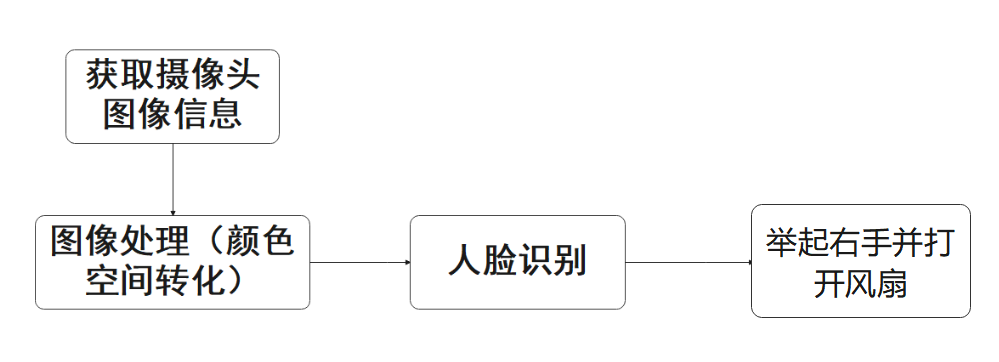 获取摄像头
图像信息
图像处理（颜色
空间转化）
人脸识别
举起右手并打
开风扇